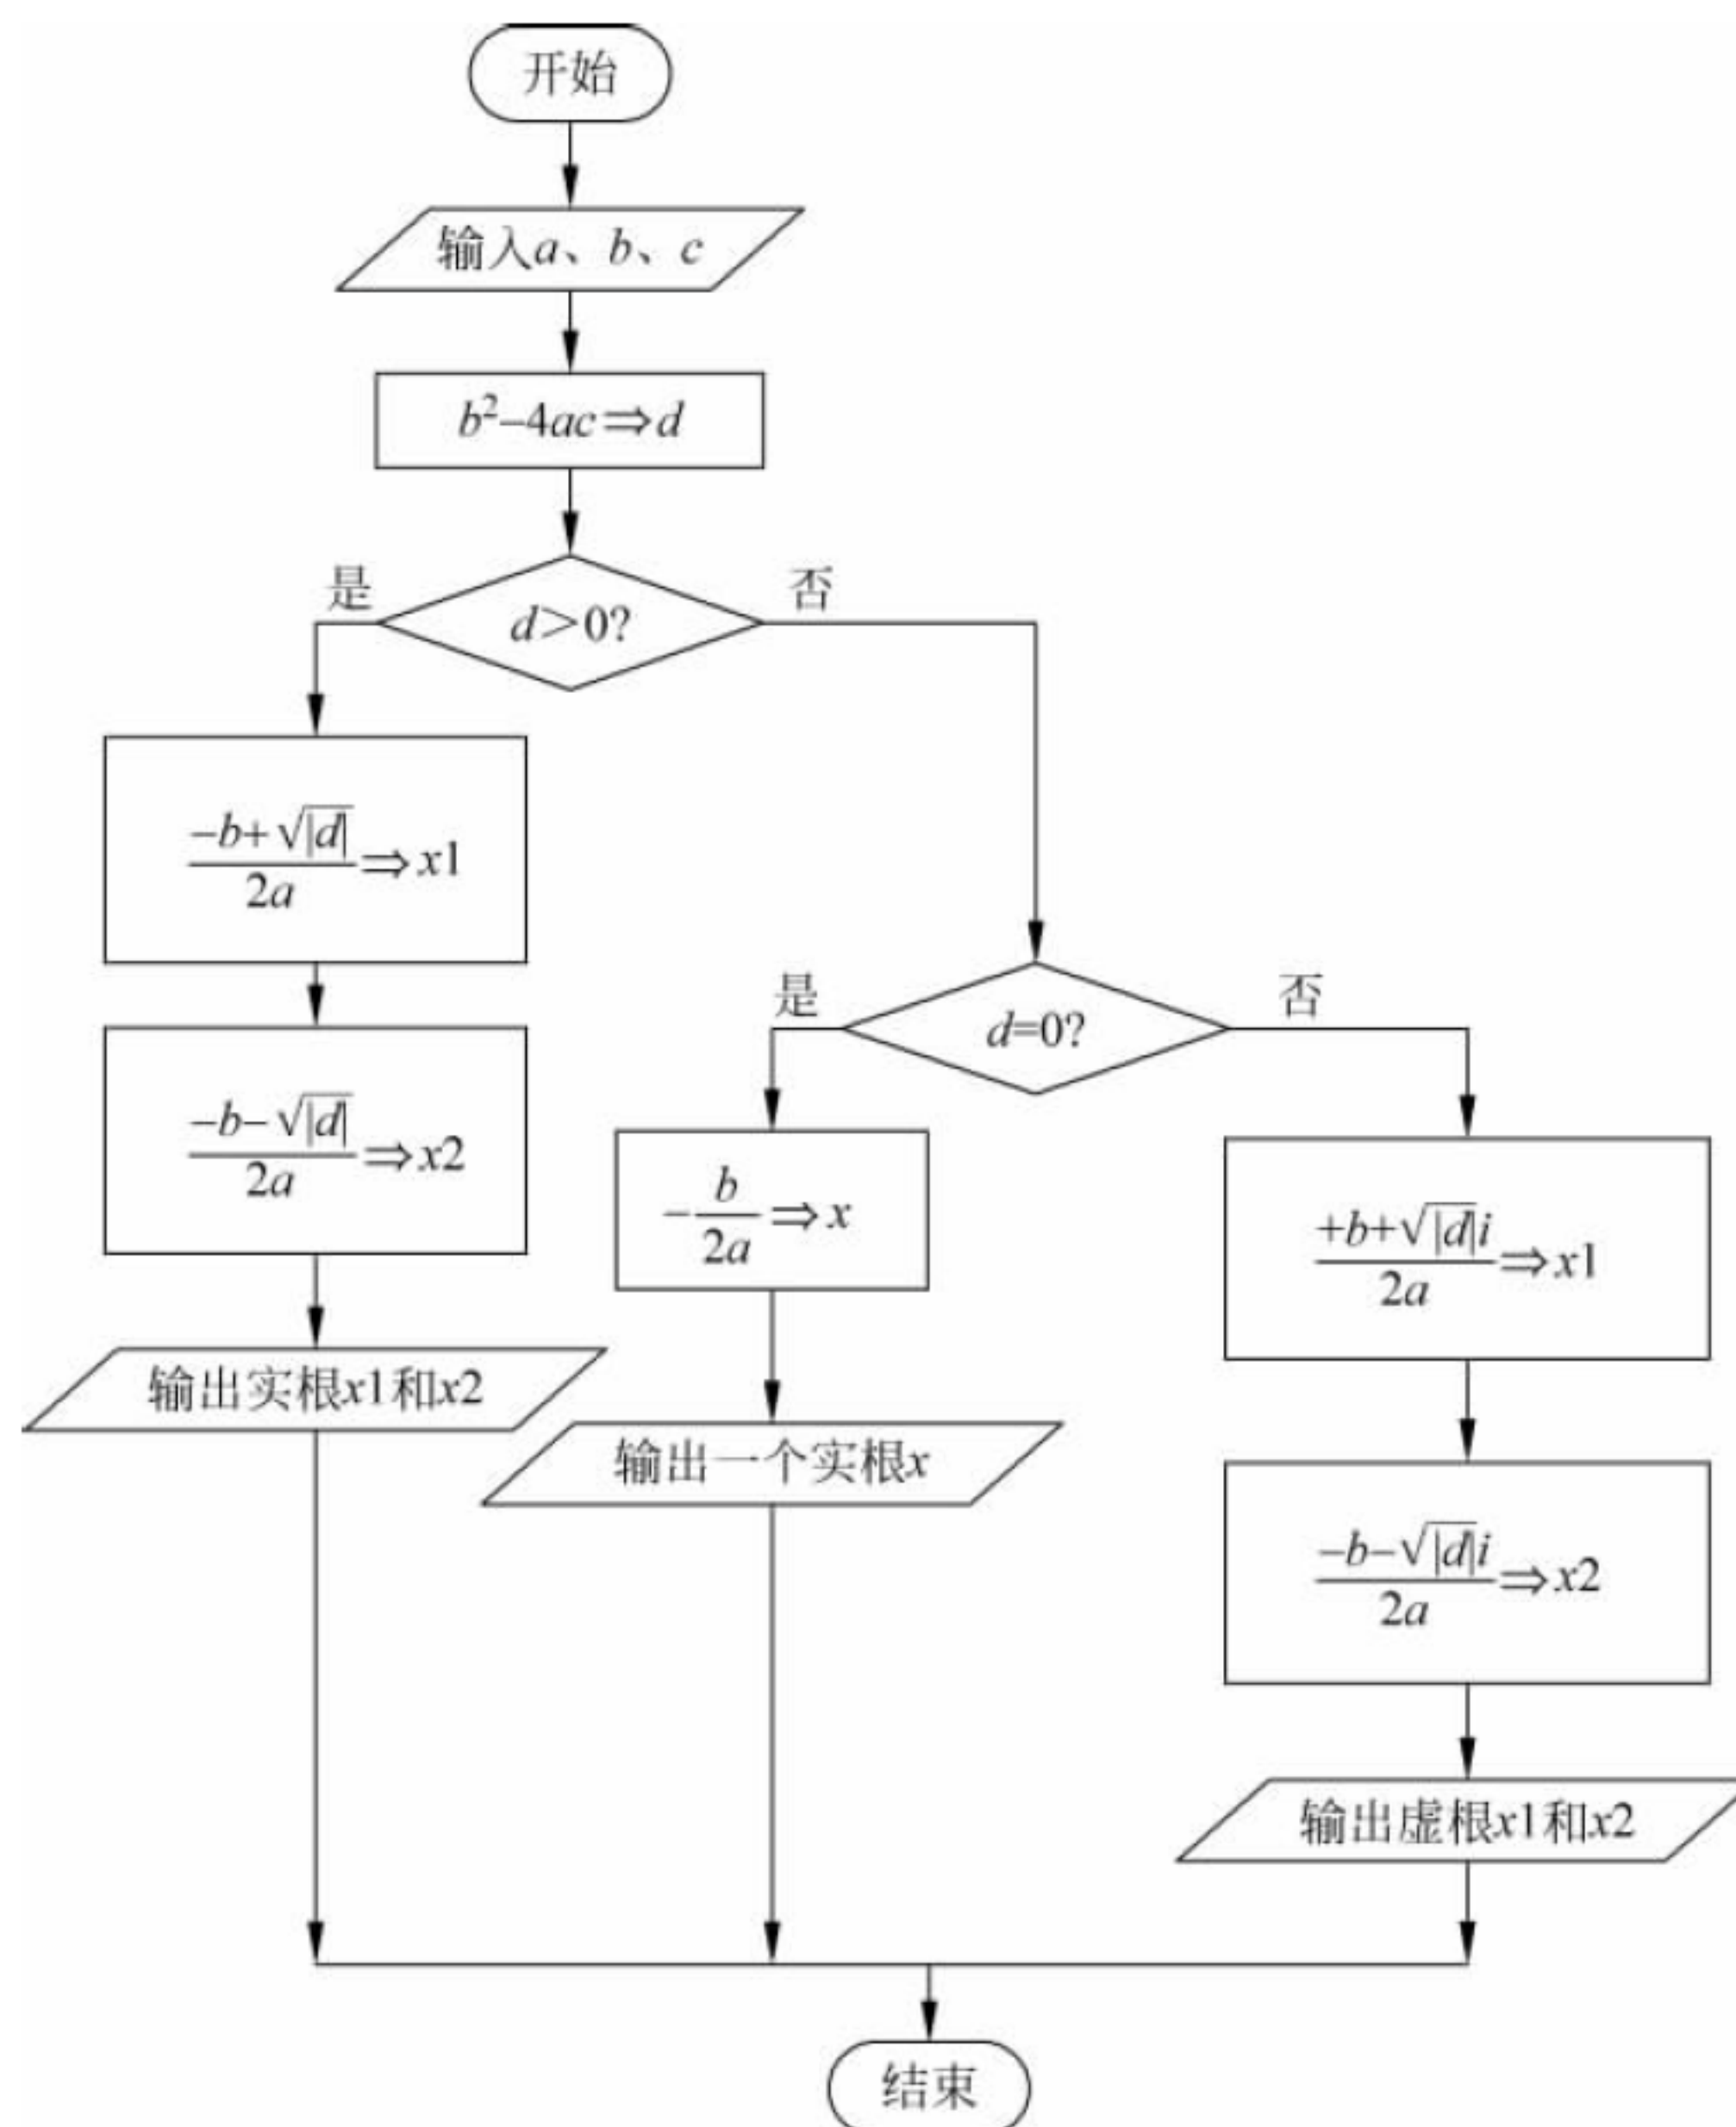 开始
输入a、b、c
b²–4ac⇒d
是
d>0?
否
–b+√|d|
2a
⇒x1
–b–√|d|
2a
⇒x2
输出实根x1和x2
是
d=0?
否
–b/2a⇒x
输出一个实根x
+b+√|d|i
2a
⇒x1
–b–√|d|i
2a
⇒x2
输出虚根x1和x2
结束